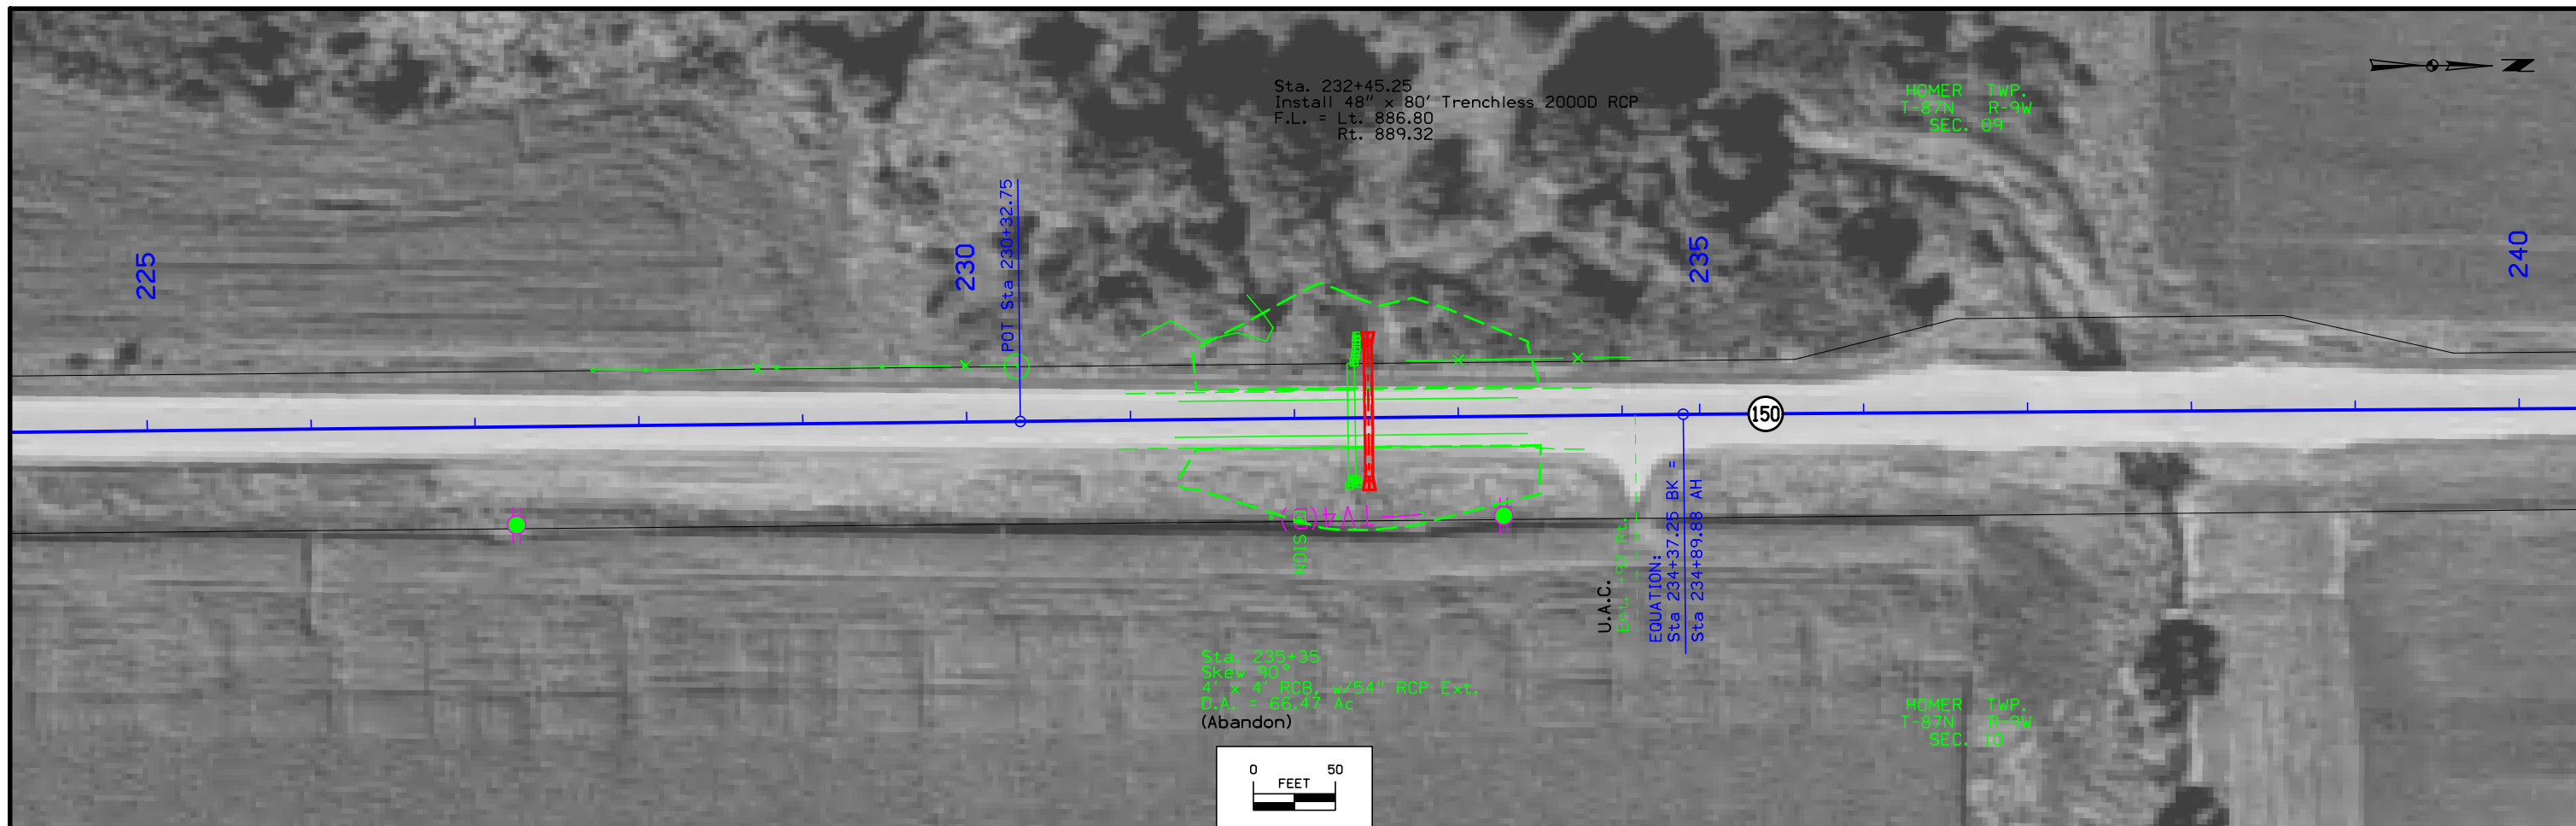 Sta. 232+45.25
Install 48" x 80' Trenchless 2000D RCP
F.L. = Lt. 886.80
Rt. 889.32
HOMER TWP.
T-87N R-9W
SEC. 09
N
225
230
POT Sta 230+32.75
235
240
150
SIGN
U.A.C.
EQUATION:
Sta 234+37.25 BK =
Sta 234+89.88 AH
Sta. 235+35
Skew 90°
4' x 4' RCB, w/54" RCP Ext.
D.A. = 66.47 Ac
(Abandon)
HOMER TWP.
T-87N R-9W
SEC. 10
0 50
FEET